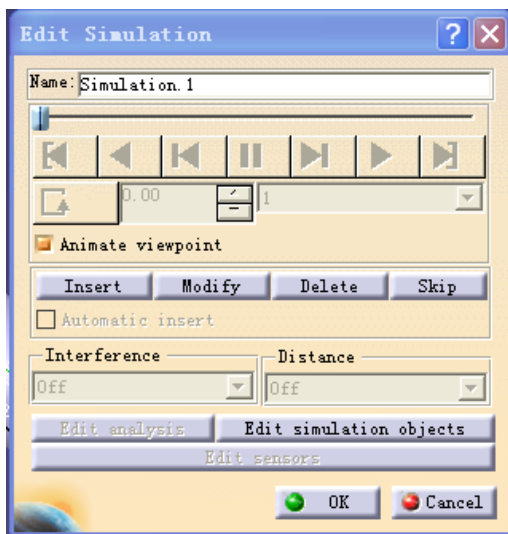 Edit Simulation
Name: Simulation.1
0.00 1
Animate viewpoint
Insert Modify Delete Skip
Automatic insert
Interference Distance
Off Off
Edit analysis Edit simulation objects
Edit sensors
OK Cancel